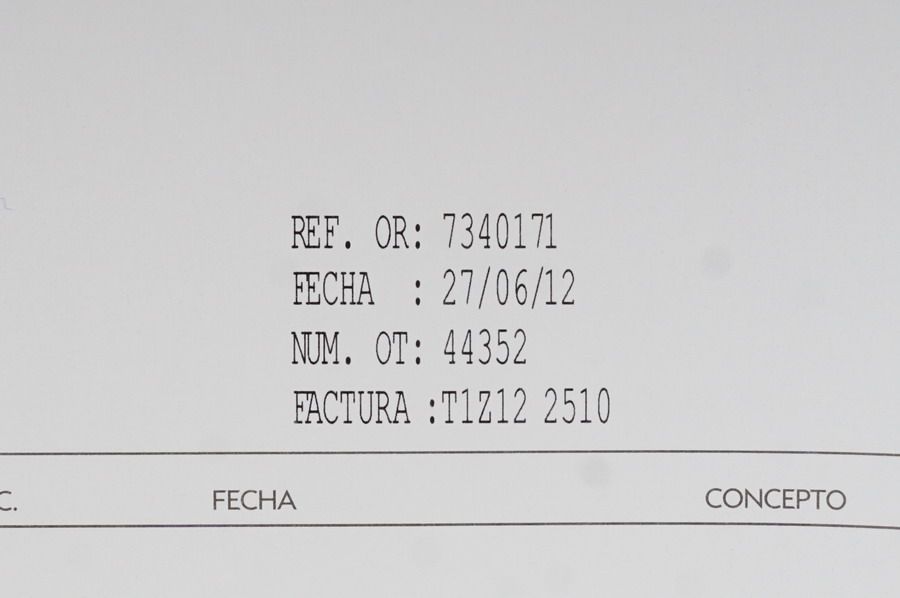 REF. OR: 7340171
FECHA : 27/06/12
NUM. OT: 44352
FACTURA :T1Z12 2510
C. FECHA CONCEPTO